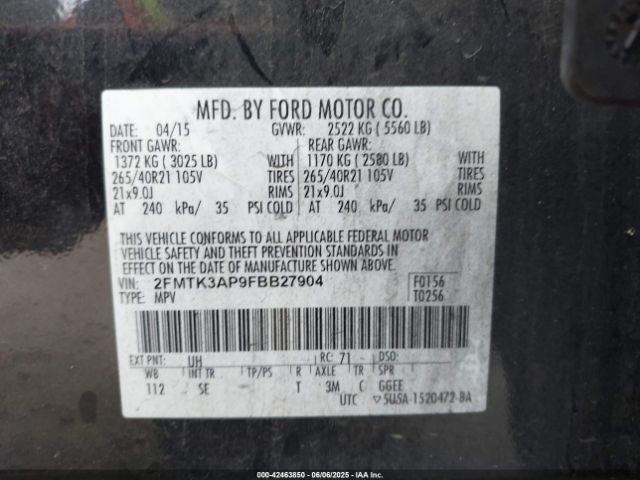 MFD. BY FORD MOTOR CO.
DATE: 04/15 GVWR: 2522 KG ( 5560 LB)
FRONT GAWR: REAR GAWR:
1372 KG ( 3025 LB) WITH 1170 KG ( 2580 LB) WITH
265/40R21 105V TIRES 265/40R21 105V TIRES
21x9.0J RIMS 21x9.0J RIMS
AT 240 kPa/ 35 PSI COLD AT 240 kPa/ 35 PSI COLD
THIS VEHICLE CONFORMS TO ALL APPLICABLE FEDERAL MOTOR
VEHICLE SAFETY AND THEFT PREVENTION STANDARDS IN
EFFECT ON THE DATE OF MANUFACTURE SHOWN ABOVE.
VIN: 2FMTK3AP9FBB27904 F0156
TYPE: MPV T0256
EXT PNT: UH RC: 71 DSO:
WB INT TR TP/PS R AXLE TR SPR
112 SE T 3M C GGEE
UTC ▽5USA-1520472-BA
000-42463850 | 06/06/2025 - IAAI.com